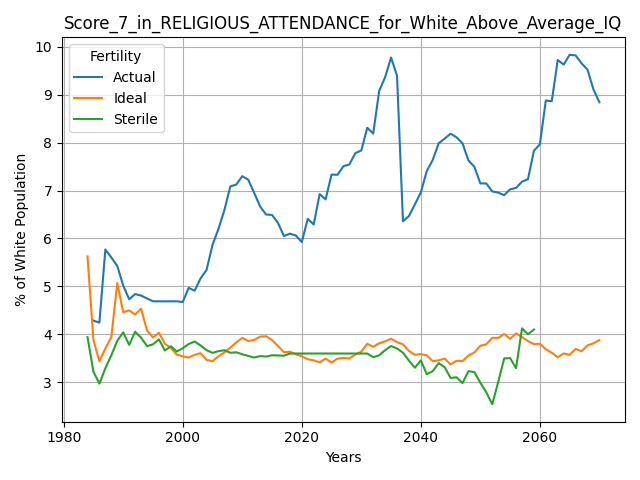 Score_7_in_RELIGIOUS_ATTENDANCE_for_White_Above_Average_IQ
Fertility
Actual
Ideal
Sterile
% of White Population
10
9
8
7
6
5
4
3
1980
2000
2020
2040
2060
Years